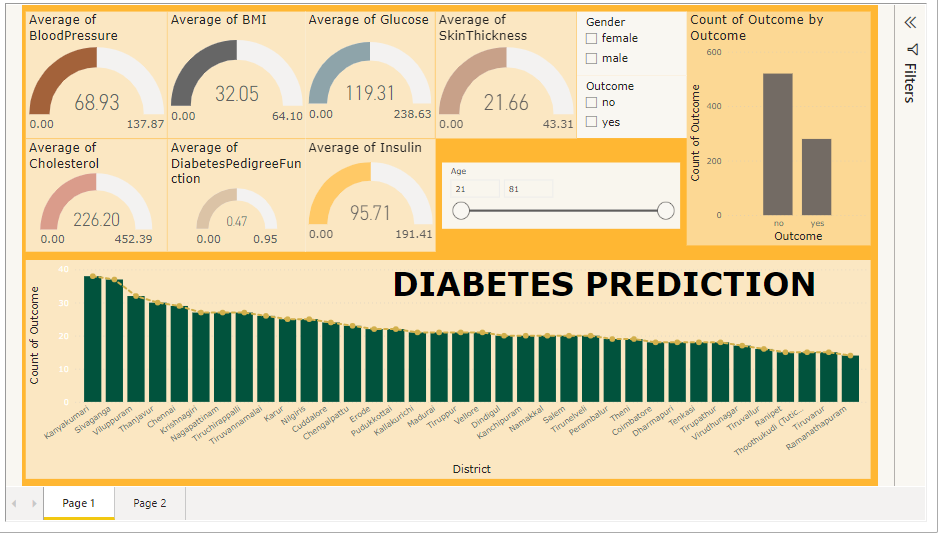 Average of
BloodPressure
68.93
0.00
137.87
Average of BMI
32.05
0.00
64.10
Average of Glucose
119.31
0.00
238.63
Average of
SkinThickness
21.66
0.00
43.31
Gender
female
male
Outcome
no
yes
Count of Outcome by
Outcome
600
400
200
0
Count of Outcome
no
yes
Outcome
Filters
Average of
Cholesterol
226.20
0.00
452.39
Average of
DiabetesPedigreeFun
ction
0.47
0.00
0.95
Average of Insulin
95.71
0.00
191.41
Age
21
81
DIABETES PREDICTION
Count of Outcome
40
30
20
10
0
Kanyakumari
Sivaganga
Viluppuram
Thanjavur
Chennai
Krishnagiri
Nagapattinam
Tiruchirappalli
Tiruvannamalai
Karur
Nilgiris
Cuddalore
Chengalpattu
Erode
Pudukkottai
Kallakurichi
Madurai
Tiruppur
Vellore
Dindigul
Kanchipuram
Namakkal
Salem
Tirunelveli
Perambalur
Theni
Coimbatore
Dharmapuri
Tenkasi
Tirupathur
Virudhunagar
Tiruvallur
Ranipet
Thoothukudi (Tutic...
Tiruvarur
Ramanathapuram
District
Page 1
Page 2